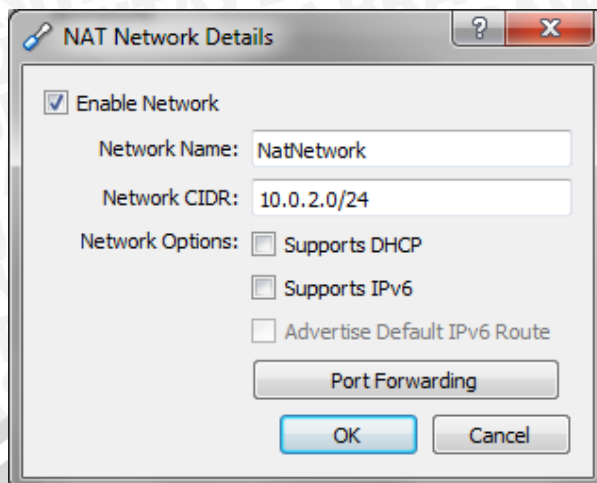 NAT Network Details
Enable Network
Network Name: NatNetwork
Network CIDR: 10.0.2.0/24
Network Options: Supports DHCP
Supports IPv6
Advertise Default IPv6 Route
Port Forwarding
OK Cancel